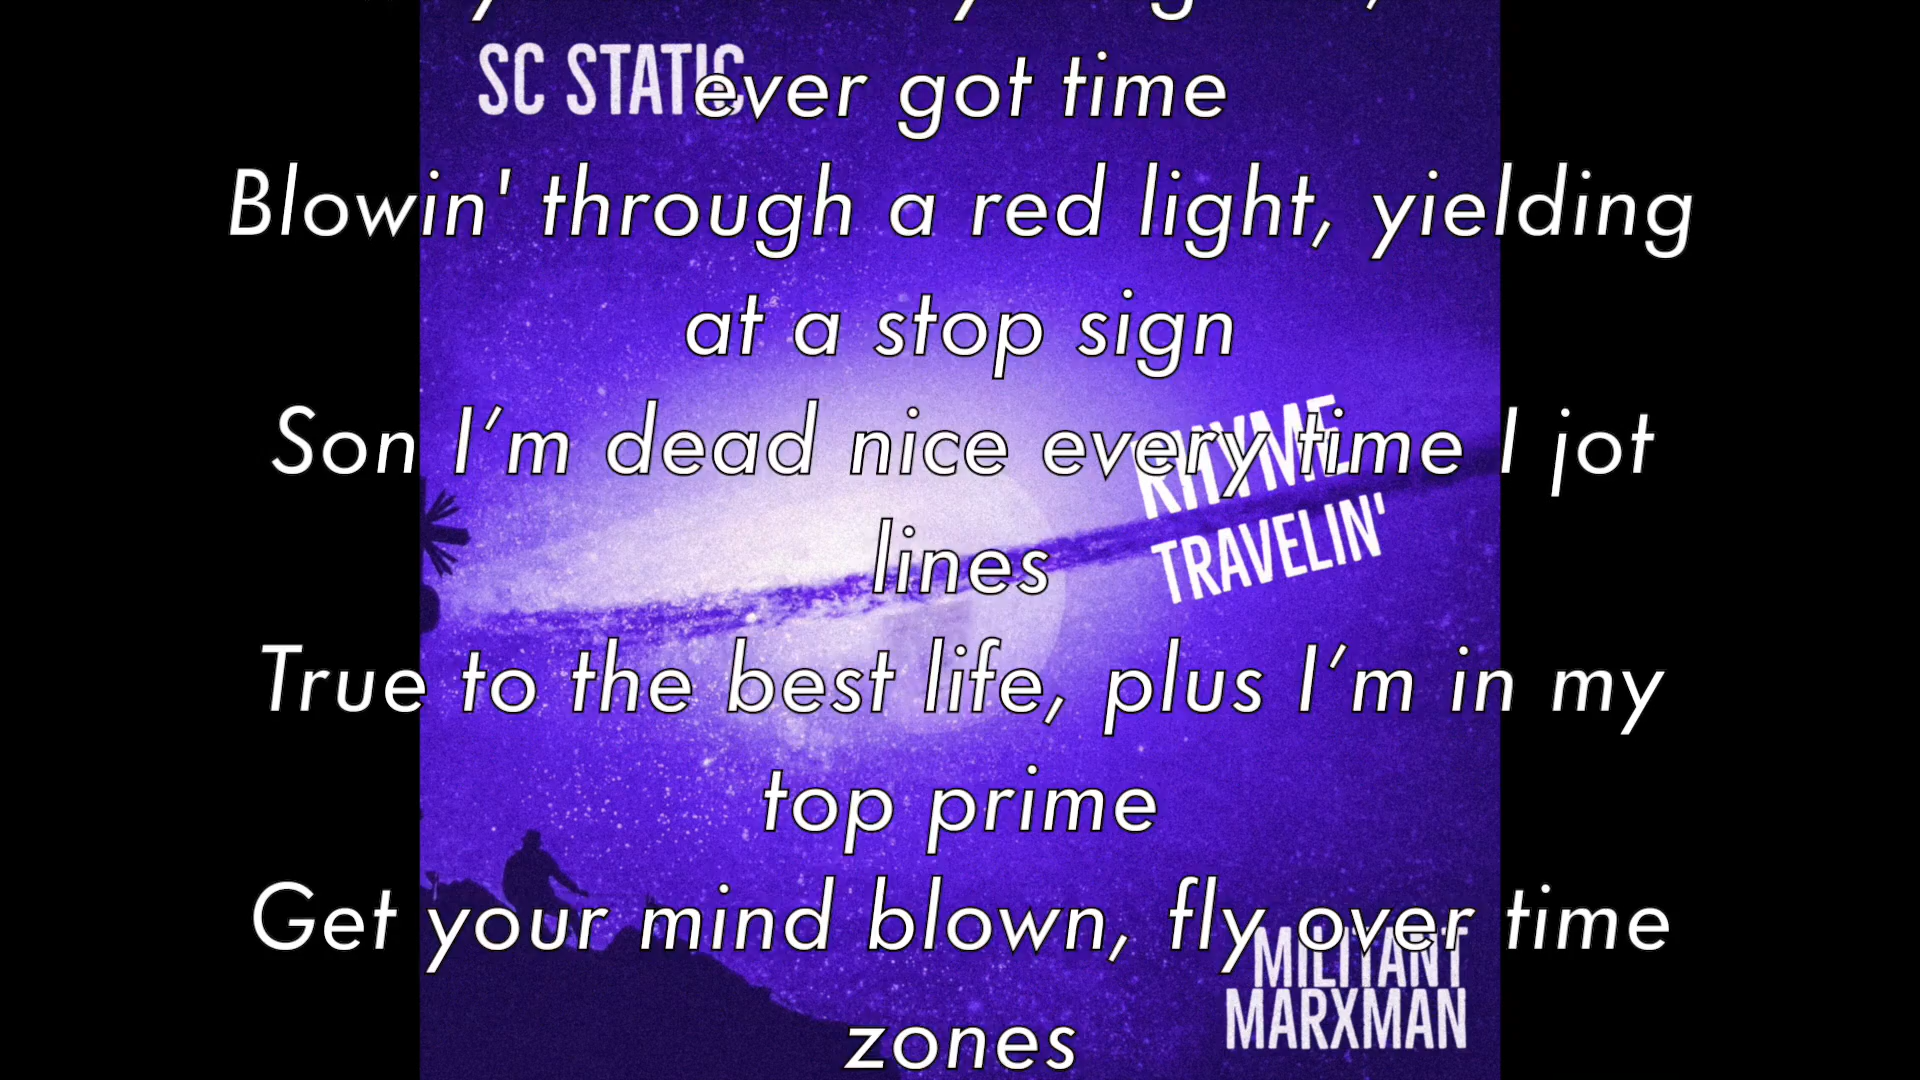 SC STATIC
ever got time
Blowin' through a red light, yielding
at a stop sign
RHYME
Son I’m dead nice every time I jot
lines
TRAVELIN'
True to the best life, plus I’m in my
top prime
Get your mind blown, fly over time
MILITANT
MARXMAN
zones